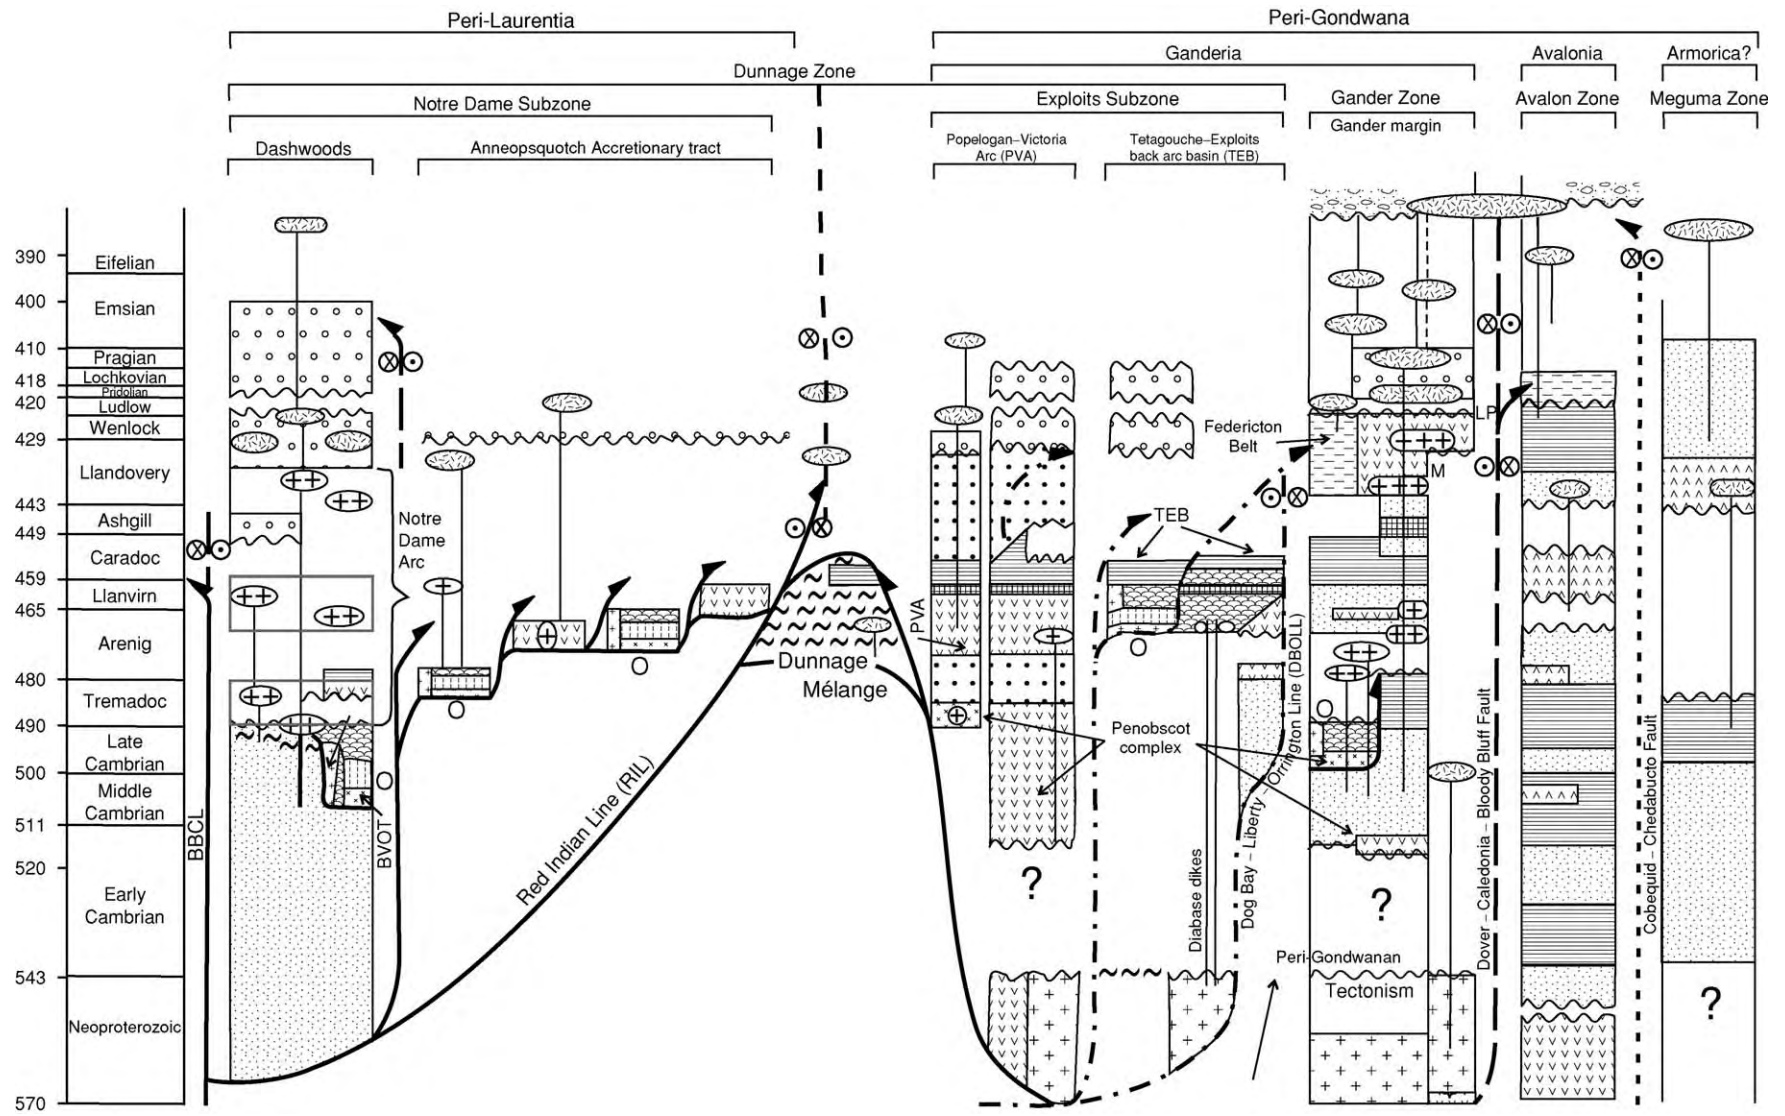 Peri-Laurentia
Peri-Gondwana
Ganderia
Avalonia
Armorica?
Dunnage Zone
Notre Dame Subzone
Exploits Subzone
Gander Zone
Avalon Zone
Meguma Zone
Gander margin
Dashwoods
Anneopsquotch Accretionary tract
Popelogan–Victoria
Arc (PVA)
Tetagouche–Exploits
back arc basin (TEB)
390
Eifelian
400
Emsian
410
Pragian
Lochkovian
418
Pridolian
420
Ludlow
Wenlock
429
Llandovery
443
Ashgill
449
Caradoc
459
Llanvirn
465
Arenig
480
Tremadoc
490
Late
Cambrian
500
Middle
Cambrian
511
520
Early
Cambrian
543
Neoproterozoic
570
BBCL
BVOT
Notre
Dame
Arc
O
O
O
Red Indian Line (RIL)
Dunnage
Mélange
PVA
Penobscot
complex
?
TEB
O
Diabase dikes
Dog Bay – Liberty – Orrington Line (DBOLL)
Federicton
Belt
LP
M
O
?
Peri-Gondwanan
Tectonism
Dover – Caledonia – Bloody Bluff Fault
Cobequid – Chedabucto Fault
?